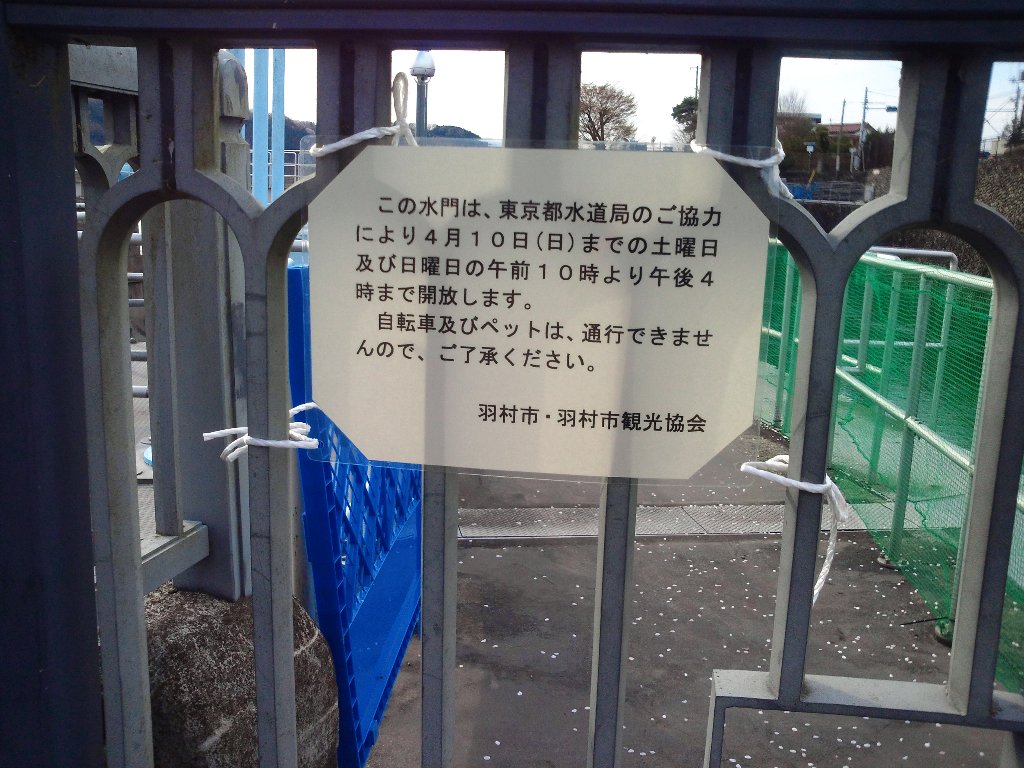 この水門は、東京都水道局のご協力
により４月１０日（日）までの土曜日
及び日曜日の午前１０時より午後４
時まで開放します。
自転車及びペットは、通行できませ
んので、ご了承ください。
羽村市・羽村市観光協会